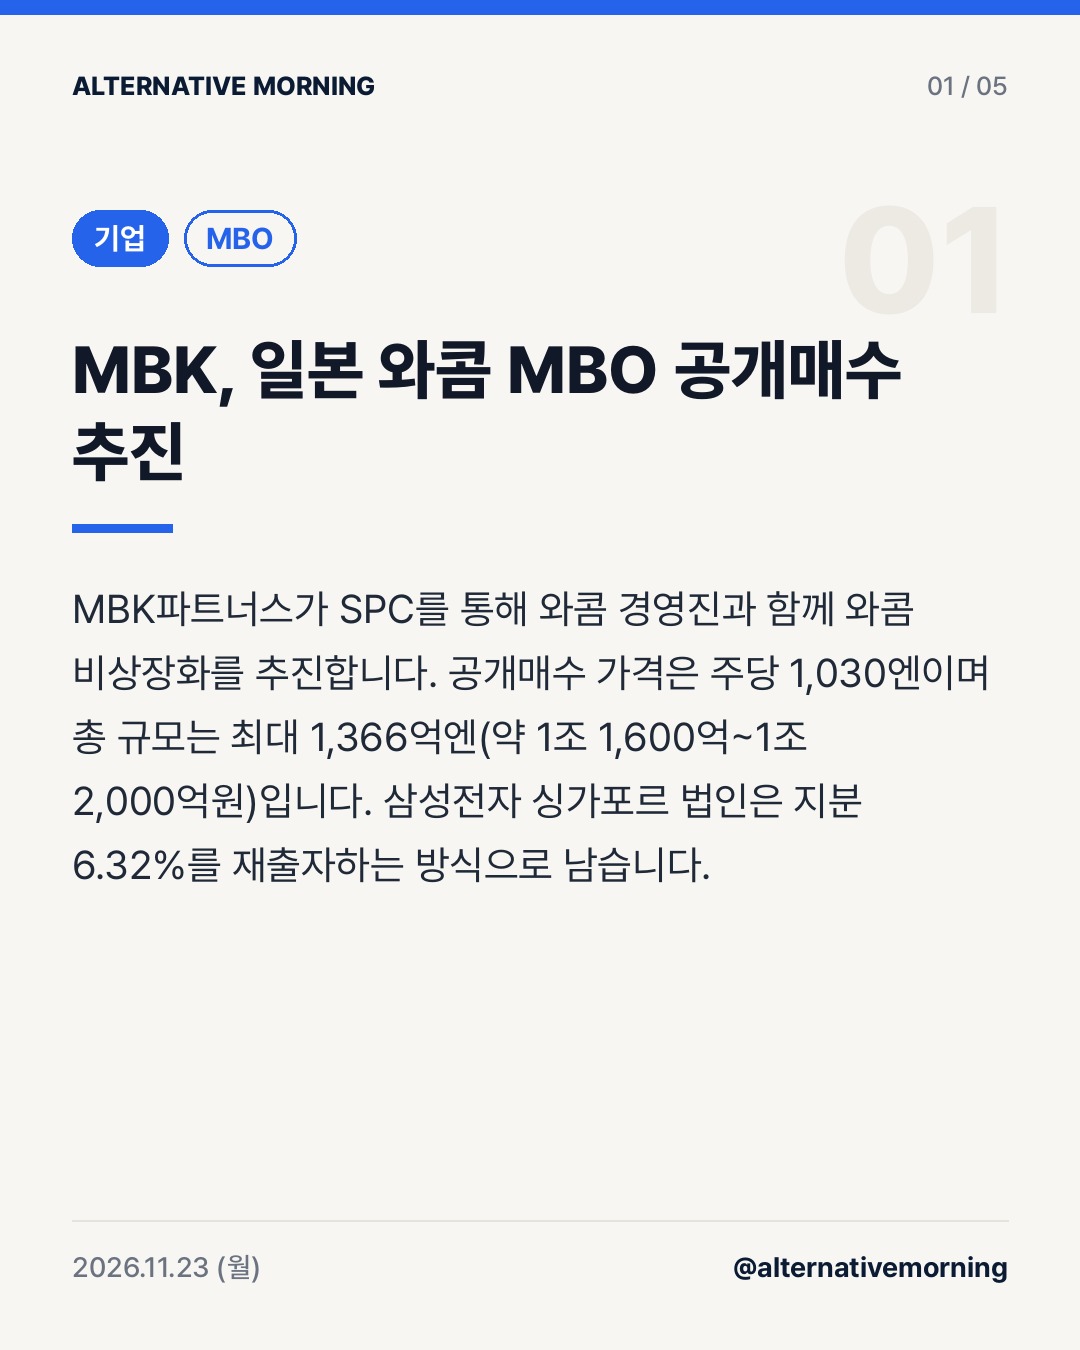 ALTERNATIVE MORNING
01 / 05
기업
MBO
01
MBK, 일본 와콤 MBO 공개매수
추진
MBK파트너스가 SPC를 통해 와콤 경영진과 함께 와콤
비상장화를 추진합니다. 공개매수 가격은 주당 1,030엔이며
총 규모는 최대 1,366억엔(약 1조 1,600억~1조
2,000억원)입니다. 삼성전자 싱가포르 법인은 지분
6.32%를 재출자하는 방식으로 남습니다.
2026.11.23 (월)
@alternativemorning